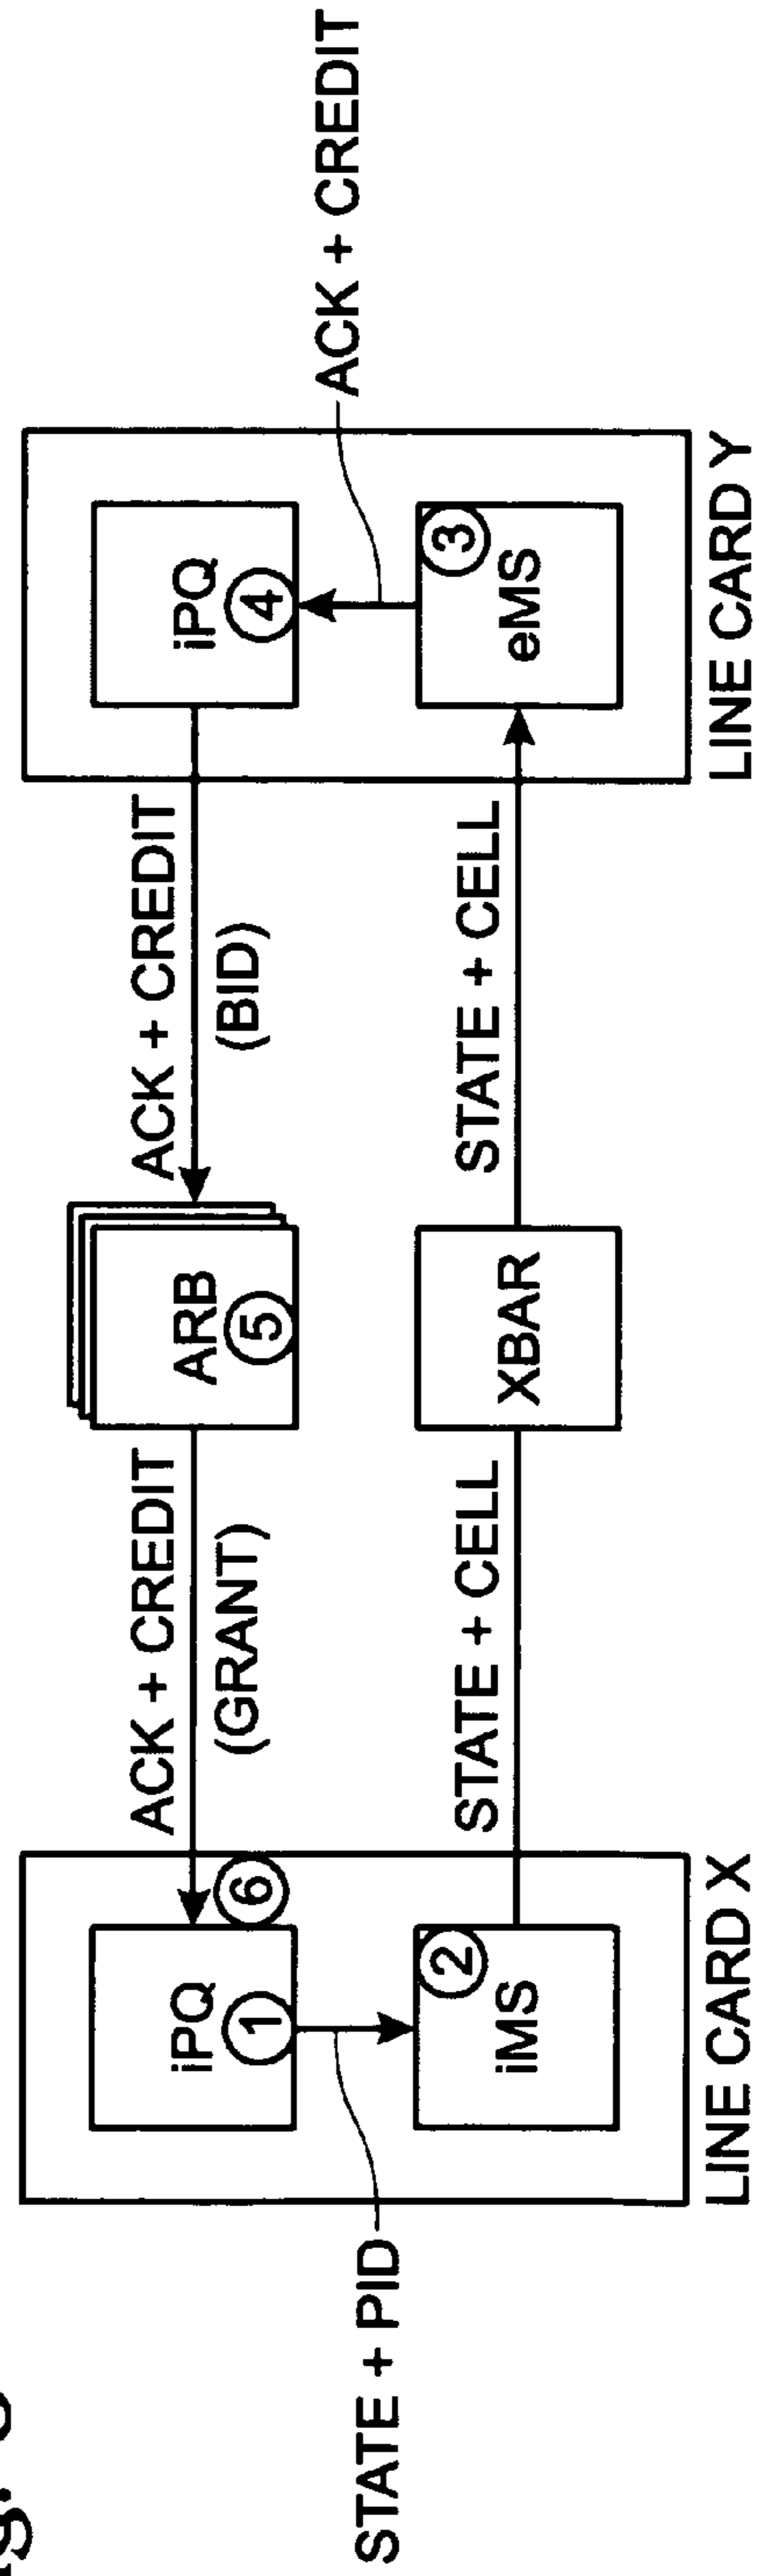 STATE + PID
iPQ
1
6
iMS
2
LINE CARD X
ACK + CREDIT
(GRANT)
STATE + CELL
ARB
5
XBAR
ACK + CREDIT
(BID)
STATE + CELL
iPQ
4
eMS
3
LINE CARD Y
ACK + CREDIT